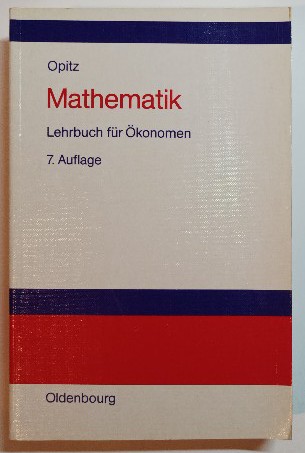 Opitz
Mathematik
Lehrbuch für Ökonomen
7. Auflage
Oldenbourg